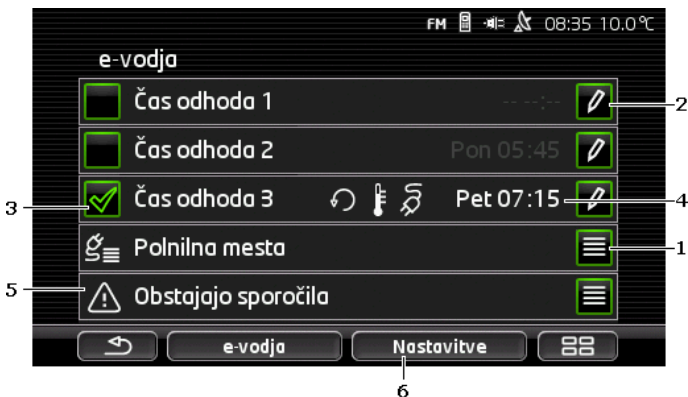 FM 08:35 10.0°C
e-vodja
Čas odhoda 1 -- --:-- 2
Čas odhoda 2 Pon 05:45
3 Čas odhoda 3 Pet 07:15 4
Polnilna mesta 1
5 Obstajajo sporočila
e-vodja Nastavitve
6